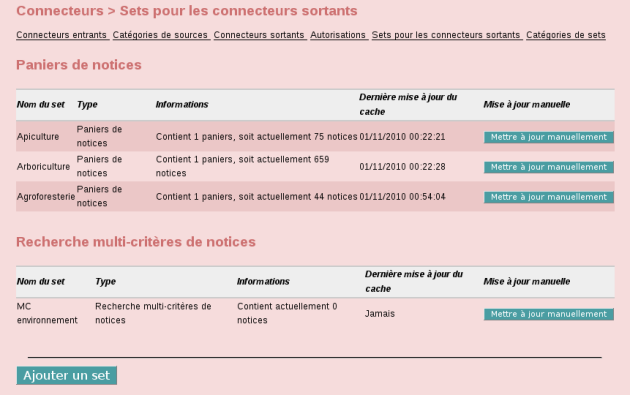 Connecteurs > Sets pour les connecteurs sortants
Connecteurs entrants Catégories de sources Connecteurs sortants Autorisations Sets pour les connecteurs sortants Catégories de sets
Paniers de notices
Nom du set Type Informations Dernière mise à jour du cache Mise à jour manuelle
Apiculture Paniers de notices Contient 1 paniers, soit actuellement 75 notices 01/11/2010 00:22:21 Mettre à jour manuellement
Arboriculture Paniers de notices Contient 1 paniers, soit actuellement 659 notices 01/11/2010 00:22:28 Mettre à jour manuellement
Agroforesterie Paniers de notices Contient 1 paniers, soit actuellement 44 notices 01/11/2010 00:54:04 Mettre à jour manuellement
Recherche multi-critères de notices
Nom du set Type Informations Dernière mise à jour du cache Mise à jour manuelle
MC environnement Recherche multi-critères de notices Contient actuellement 0 notices Jamais Mettre à jour manuellement
Ajouter un set